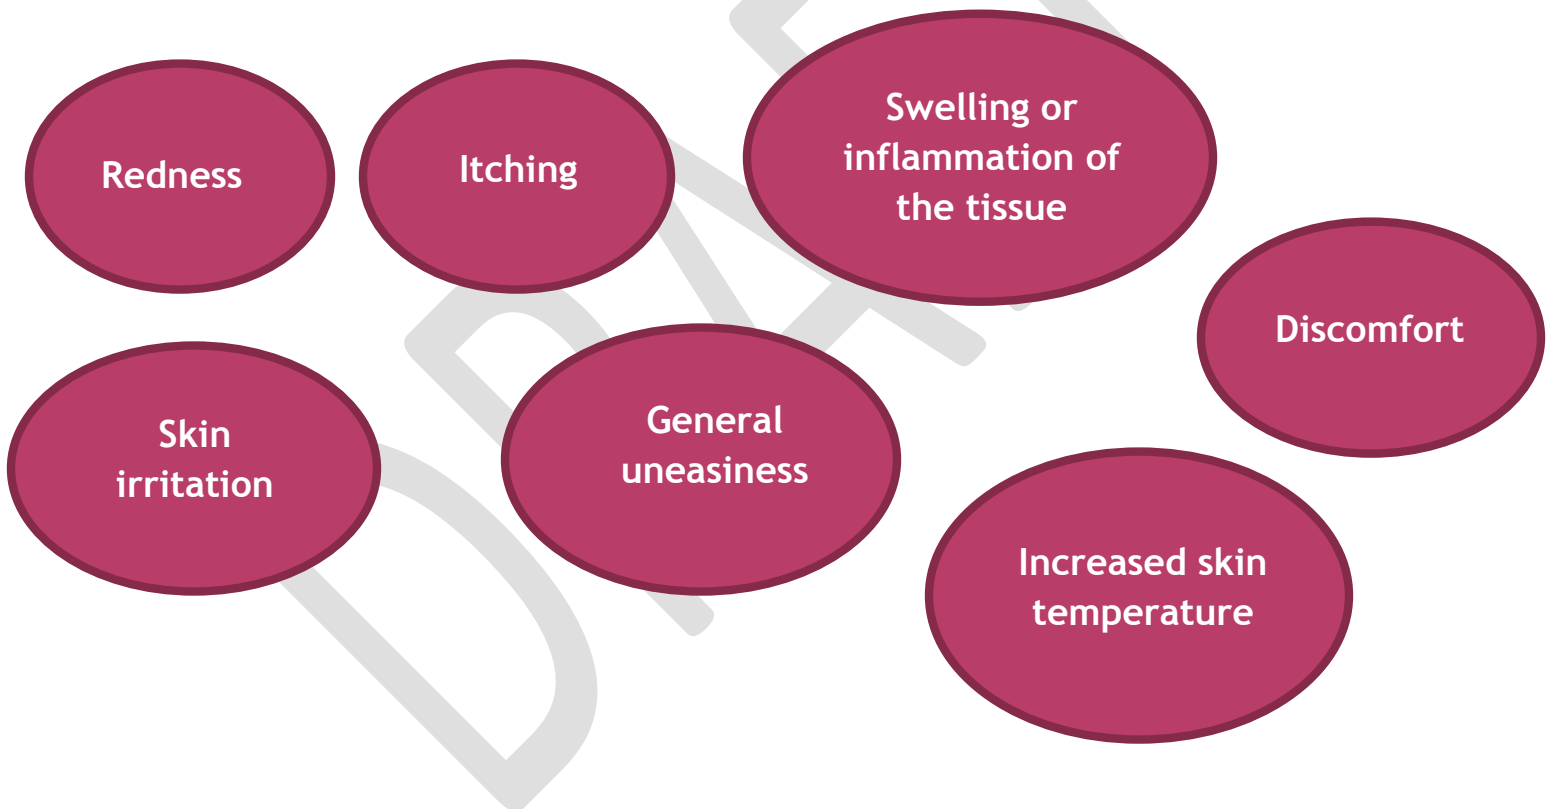 Redness
Itching
Swelling or
inflammation of
the tissue
Discomfort
Skin
irritation
General
uneasiness
Increased skin
temperature